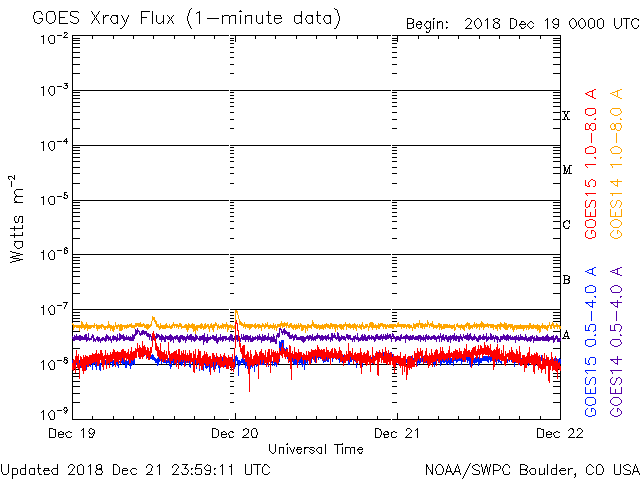 GOES Xray Flux (1-minute data)
Begin: 2018 Dec 19 0000 UTC
10⁻²
10⁻³
10⁻⁴
10⁻⁵
10⁻⁶
10⁻⁷
10⁻⁸
10⁻⁹
Watts m⁻²
X
M
C
B
A
GOES15 1.0-8.0 A
GOES14 1.0-8.0 A
GOES15 0.5-4.0 A
GOES14 0.5-4.0 A
Dec 19
Dec 20
Dec 21
Dec 22
Universal Time
Updated 2018 Dec 21 23:59:11 UTC
NOAA/SWPC Boulder, CO USA